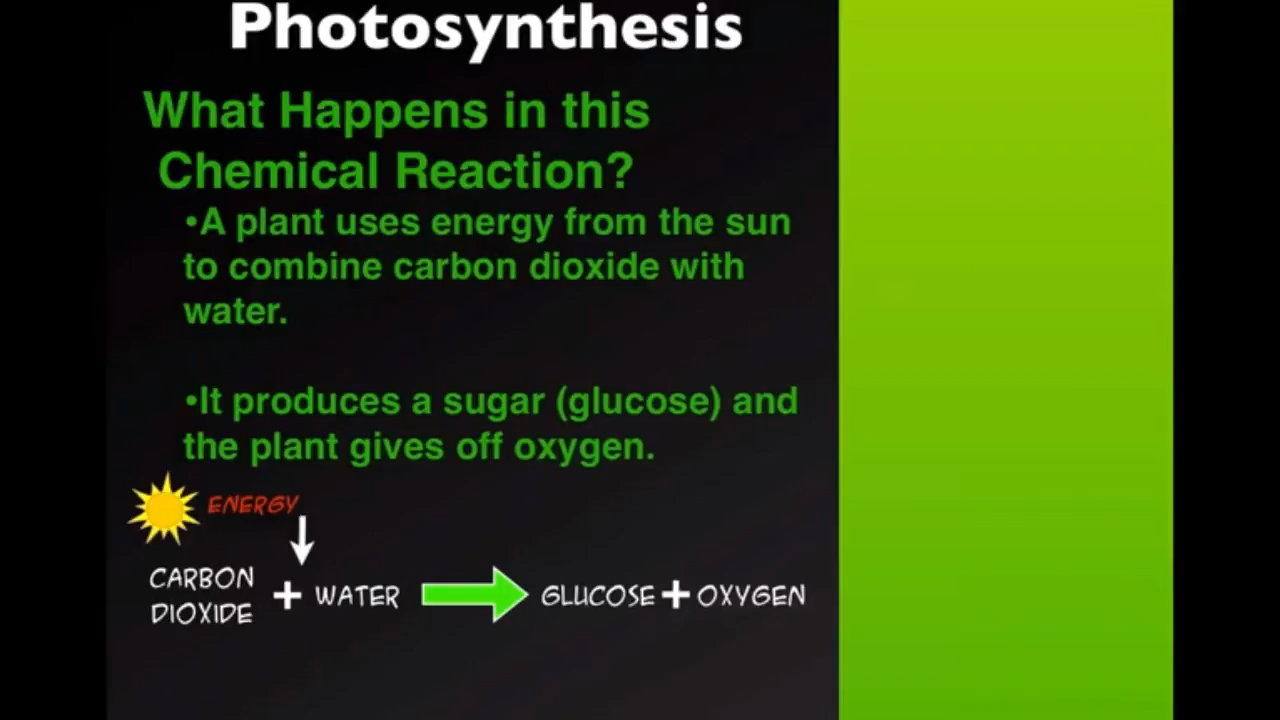 Photosynthesis
What Happens in this
Chemical Reaction?
•A plant uses energy from the sun
to combine carbon dioxide with
water.
•It produces a sugar (glucose) and
the plant gives off oxygen.
ENERGY
CARBON
DIOXIDE + WATER GLUCOSE + OXYGEN